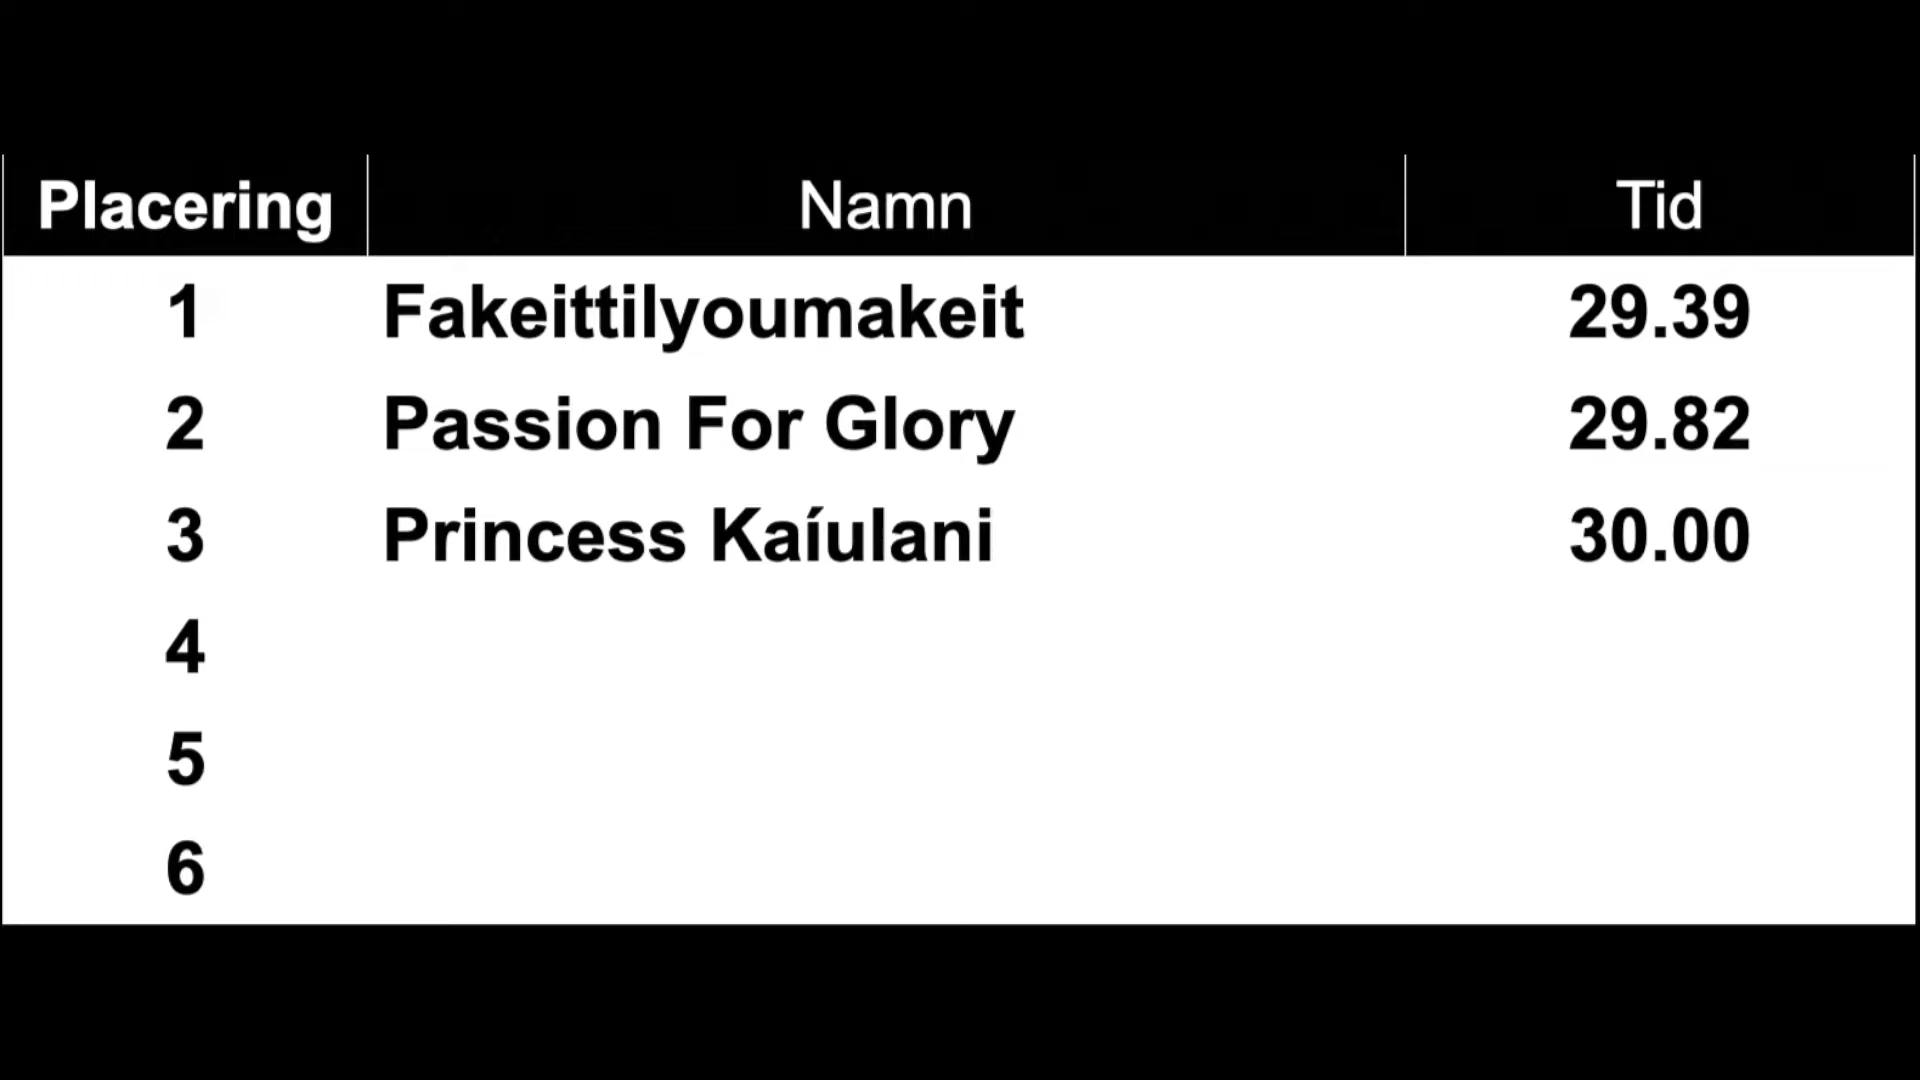 Placering Namn Tid
1 Fakeittilyoumakeit 29.39
2 Passion For Glory 29.82
3 Princess Kaíulani 30.00
4
5
6